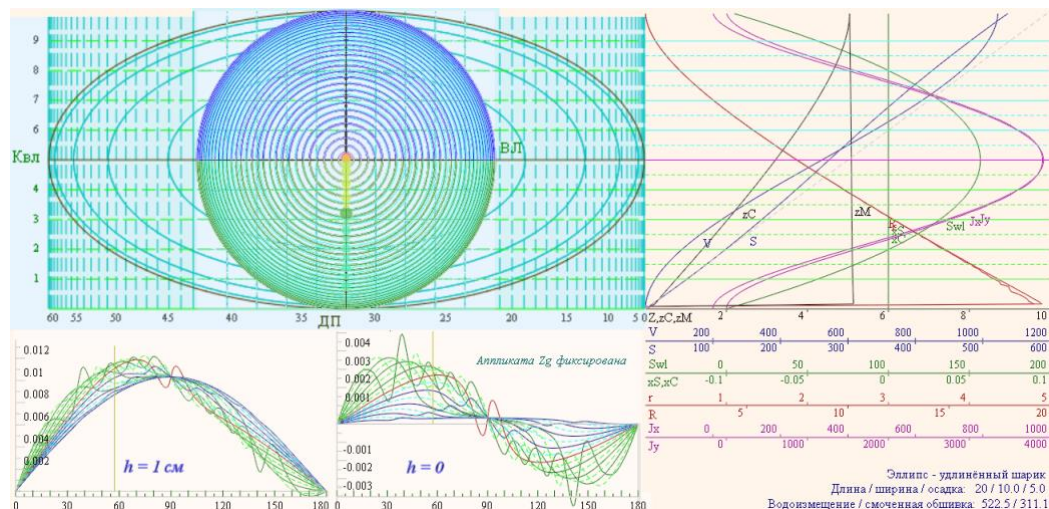 9
8
7
6
Квл
ВЛ
4
3
2
1
60 55 50 45 35 30 25 20 15 10 5 0
ДП
zC
zM
V
S
Swl
Jx
Jy
Z,zC,zM 2 4 6 8 10
V 200 400 600 800 1000 1200
S 100 200 300 400 500 600
Swl 0 50 100 150 200
xS,xC -0.1 -0.05 0 0.05 0.1
r 1 2 3 4 5
R 5 10 15 20
Jx 0 200 400 600 800 1000
Jy 0 1000 2000 3000 4000
0.012
0.01
0.008
0.006
0.004
0.002
h = 1 см
0 30 60 90 120 150 180
0.004
0.003
0.002
0.001
-0.001
-0.002
-0.003
Аппликата Zg фиксирована
h = 0
0 30 60 90 120 150 180
Эллипс - удлинённый шарик
Длина / ширина / осадка: 20 / 10.0 / 5.0
Водоизмещение / смоченная обшивка: 522.5 / 311.1